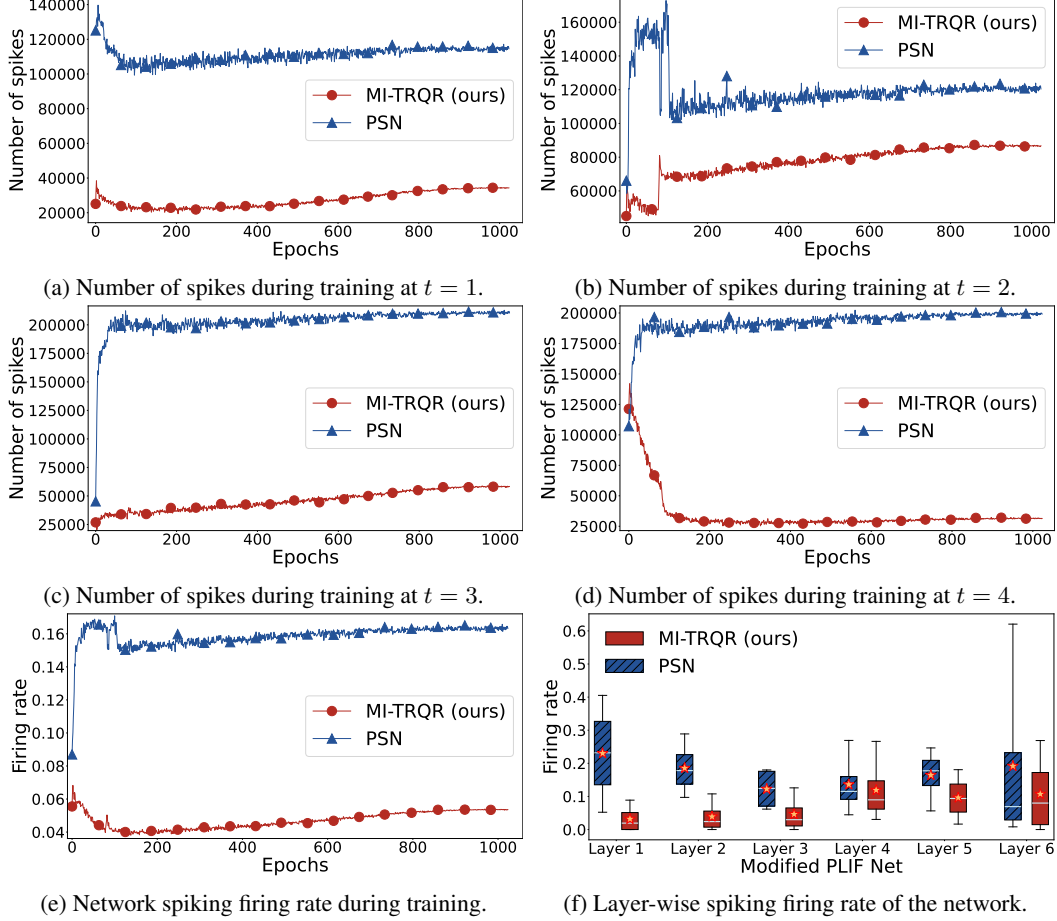 140000
120000
100000
80000
60000
40000
20000
Number of spikes
MI-TRQR (ours)
PSN
0 200 400 600 800 1000
Epochs
(a) Number of spikes during training at t = 1.
160000
140000
120000
100000
80000
60000
Number of spikes
MI-TRQR (ours)
PSN
0 200 400 600 800 1000
Epochs
(b) Number of spikes during training at t = 2.
200000
175000
150000
125000
100000
75000
50000
25000
Number of spikes
MI-TRQR (ours)
PSN
0 200 400 600 800 1000
Epochs
(c) Number of spikes during training at t = 3.
200000
175000
150000
125000
100000
75000
50000
25000
Number of spikes
MI-TRQR (ours)
PSN
0 200 400 600 800 1000
Epochs
(d) Number of spikes during training at t = 4.
0.16
0.14
0.12
0.10
0.08
0.06
0.04
Firing rate
MI-TRQR (ours)
PSN
0 200 400 600 800 1000
Epochs
(e) Network spiking firing rate during training.
0.6
0.5
0.4
0.3
0.2
0.1
0.0
Firing rate
MI-TRQR (ours)
PSN
Layer 1 Layer 2 Layer 3 Layer 4 Layer 5 Layer 6
Modified PLIF Net
(f) Layer-wise spiking firing rate of the network.